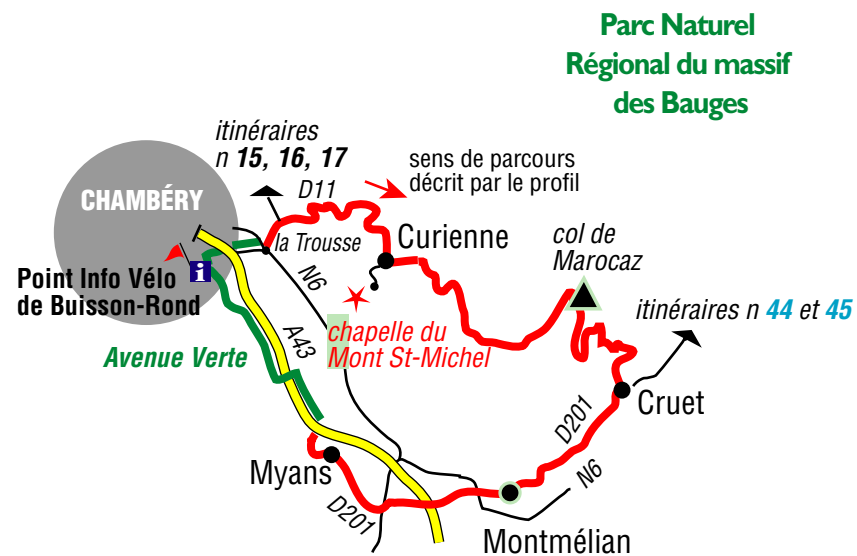 Parc Naturel
Régional du massif
des Bauges
itinéraires
n 15, 16, 17
sens de parcours
décrit par le profil
D11
CHAMBÉRY
la Trousse
Curienne
col de
Marocaz
Point Info Vélo
de Buisson-Rond
i
N6
itinéraires n 44 et 45
chapelle du
Mont St-Michel
A43
Avenue Verte
Cruet
D201
Myans
N6
D201
Montmélian